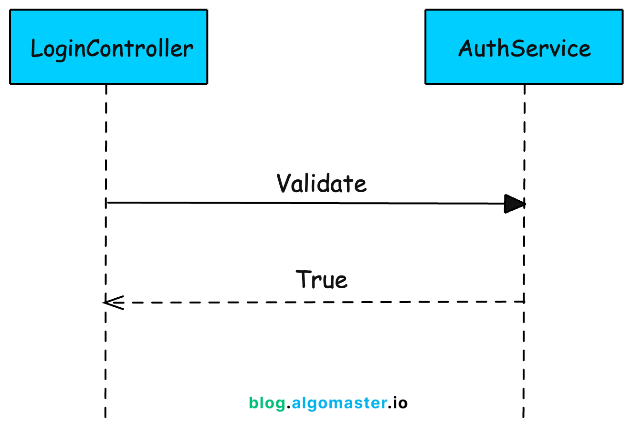 LoginController
AuthService
Validate
True
blog.algomaster.io